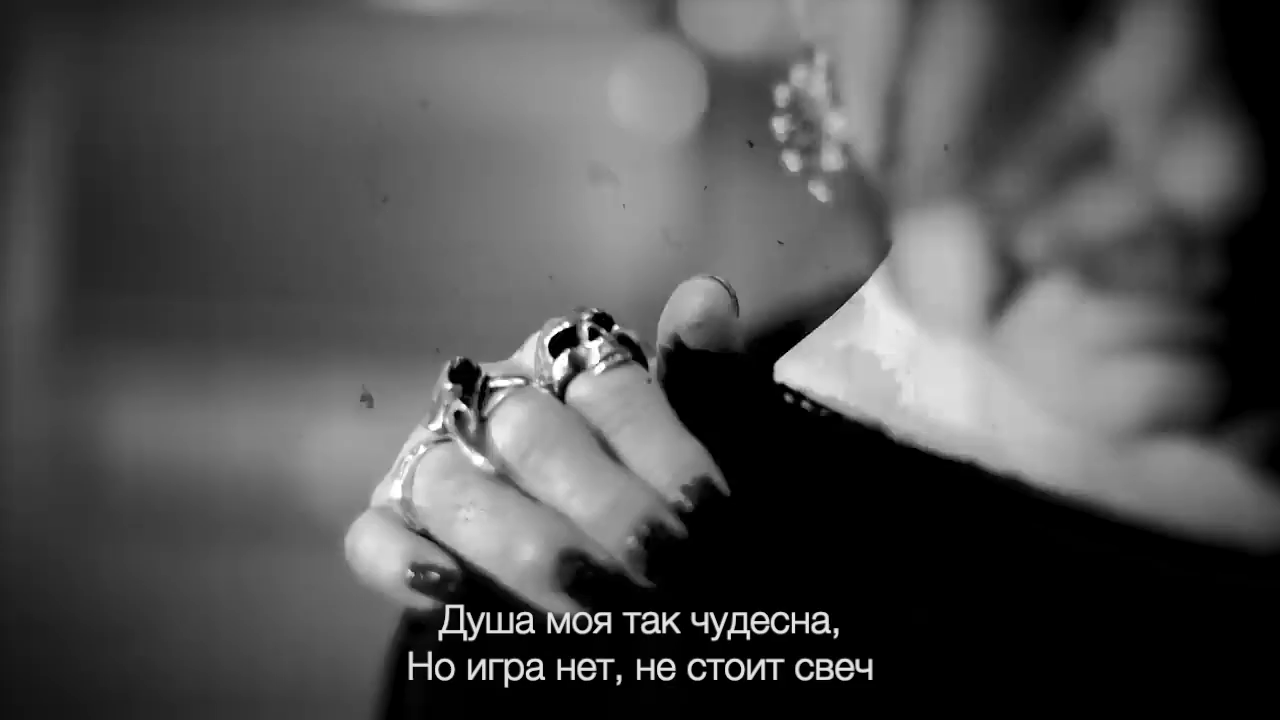 Душа моя так чудесна,
Но игра нет, не стоит свеч